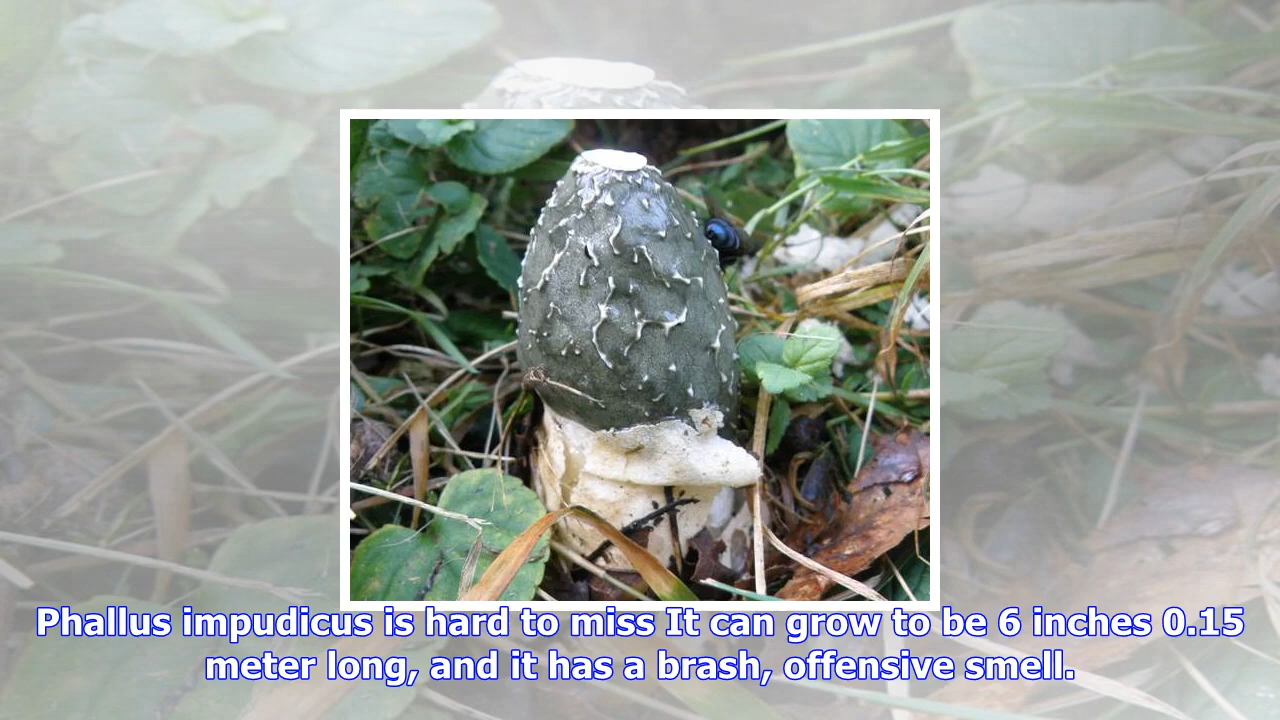 Phallus impudicus is hard to miss It can grow to be 6 inches 0.15
meter long, and it has a brash, offensive smell.